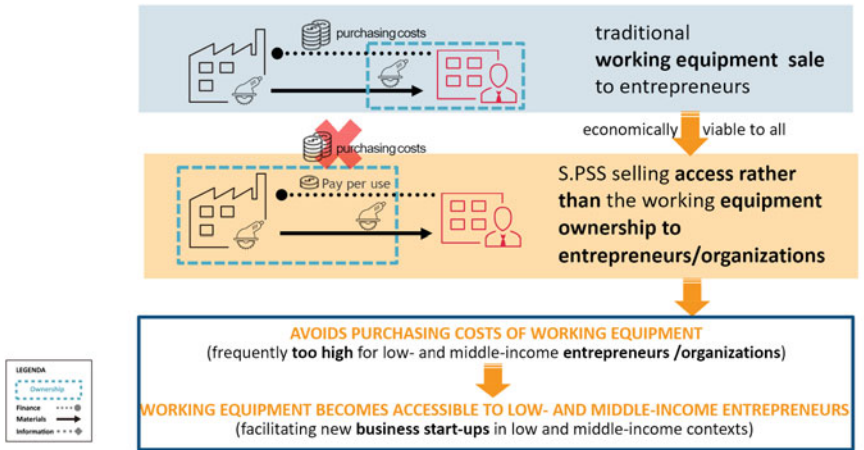 purchasing costs
traditional
working equipment sale
to entrepreneurs
economically viable to all
purchasing costs
Pay per use
S.PSS selling access rather
than the working equipment
ownership to
entrepreneurs/organizations
AVOIDS PURCHASING COSTS OF WORKING EQUIPMENT
(frequently too high for low- and middle-income entrepreneurs /organizations)
WORKING EQUIPMENT BECOMES ACCESSIBLE TO LOW- AND MIDDLE-INCOME ENTREPRENEURS
(facilitating new business start-ups in low and middle-income contexts)
LEGENDA
Ownership
Finance
Materials
Information